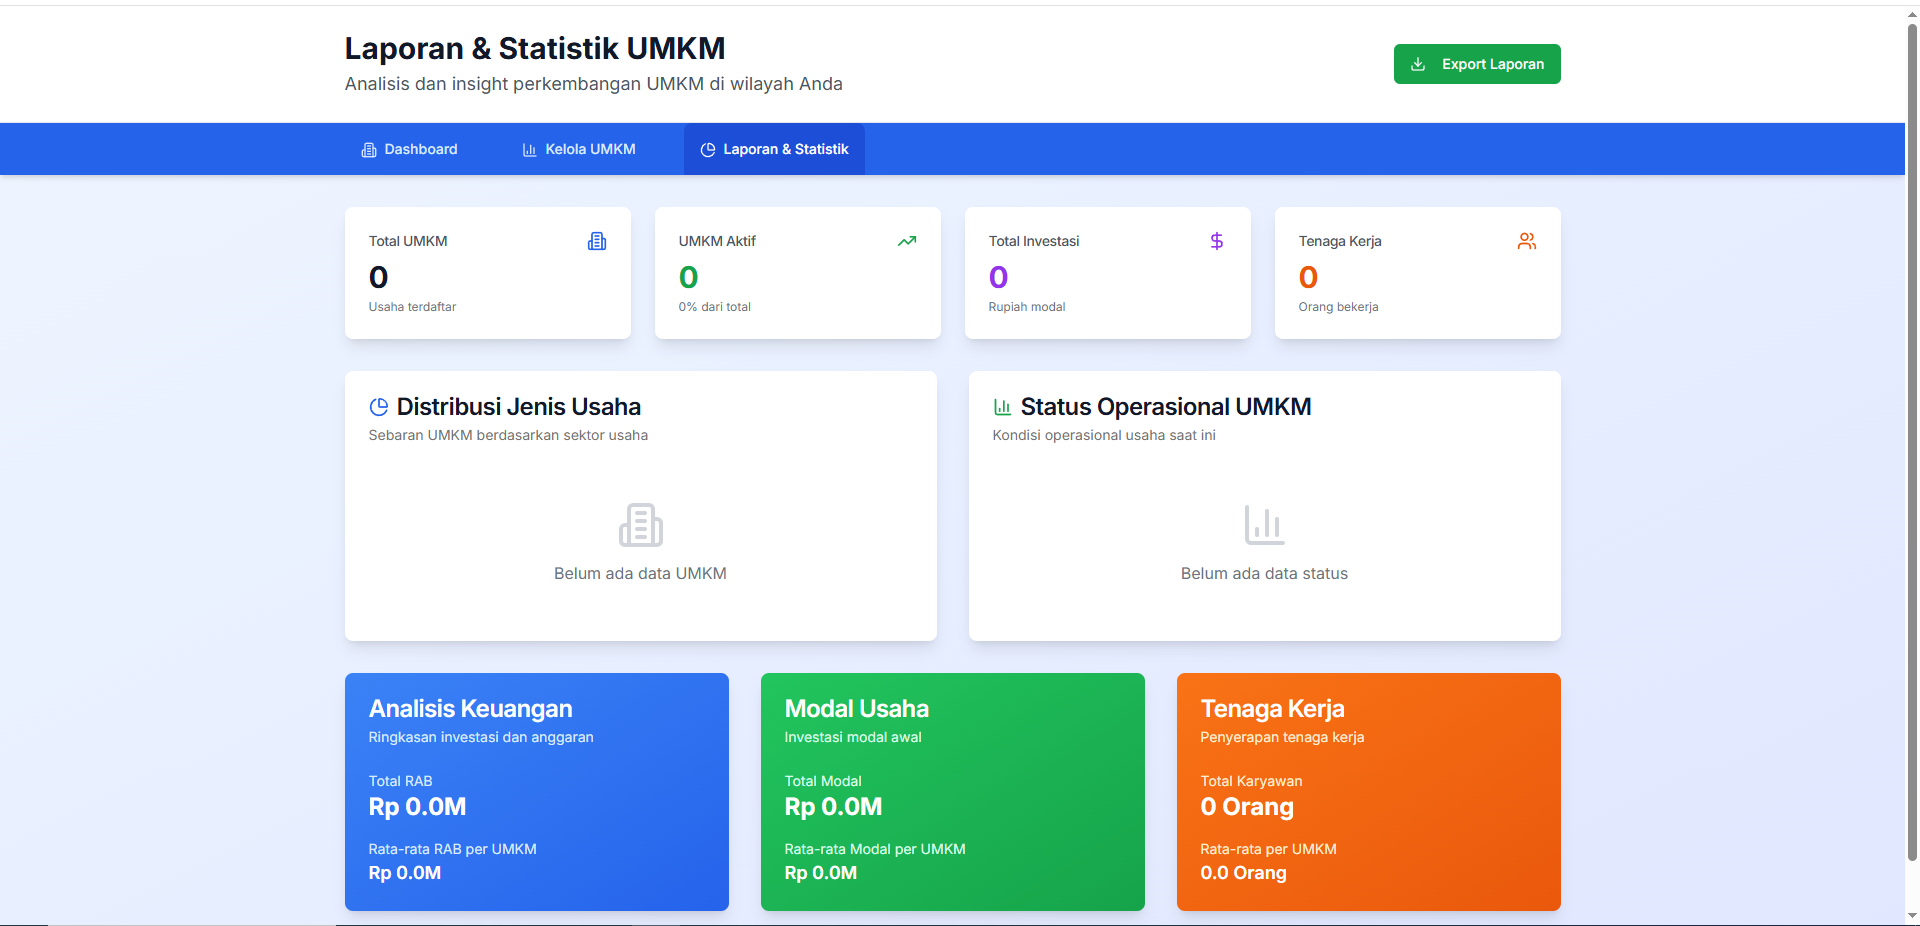 Laporan & Statistik UMKM
Analisis dan insight perkembangan UMKM di wilayah Anda
Export Laporan
Dashboard
Kelola UMKM
Laporan & Statistik
Total UMKM
0
Usaha terdaftar
UMKM Aktif
0
0% dari total
Total Investasi
0
Rupiah modal
Tenaga Kerja
0
Orang bekerja
Distribusi Jenis Usaha
Sebaran UMKM berdasarkan sektor usaha
Belum ada data UMKM
Status Operasional UMKM
Kondisi operasional usaha saat ini
Belum ada data status
Analisis Keuangan
Ringkasan investasi dan anggaran
Total RAB
Rp 0.0M
Rata-rata RAB per UMKM
Rp 0.0M
Modal Usaha
Investasi modal awal
Total Modal
Rp 0.0M
Rata-rata Modal per UMKM
Rp 0.0M
Tenaga Kerja
Penyerapan tenaga kerja
Total Karyawan
0 Orang
Rata-rata per UMKM
0.0 Orang